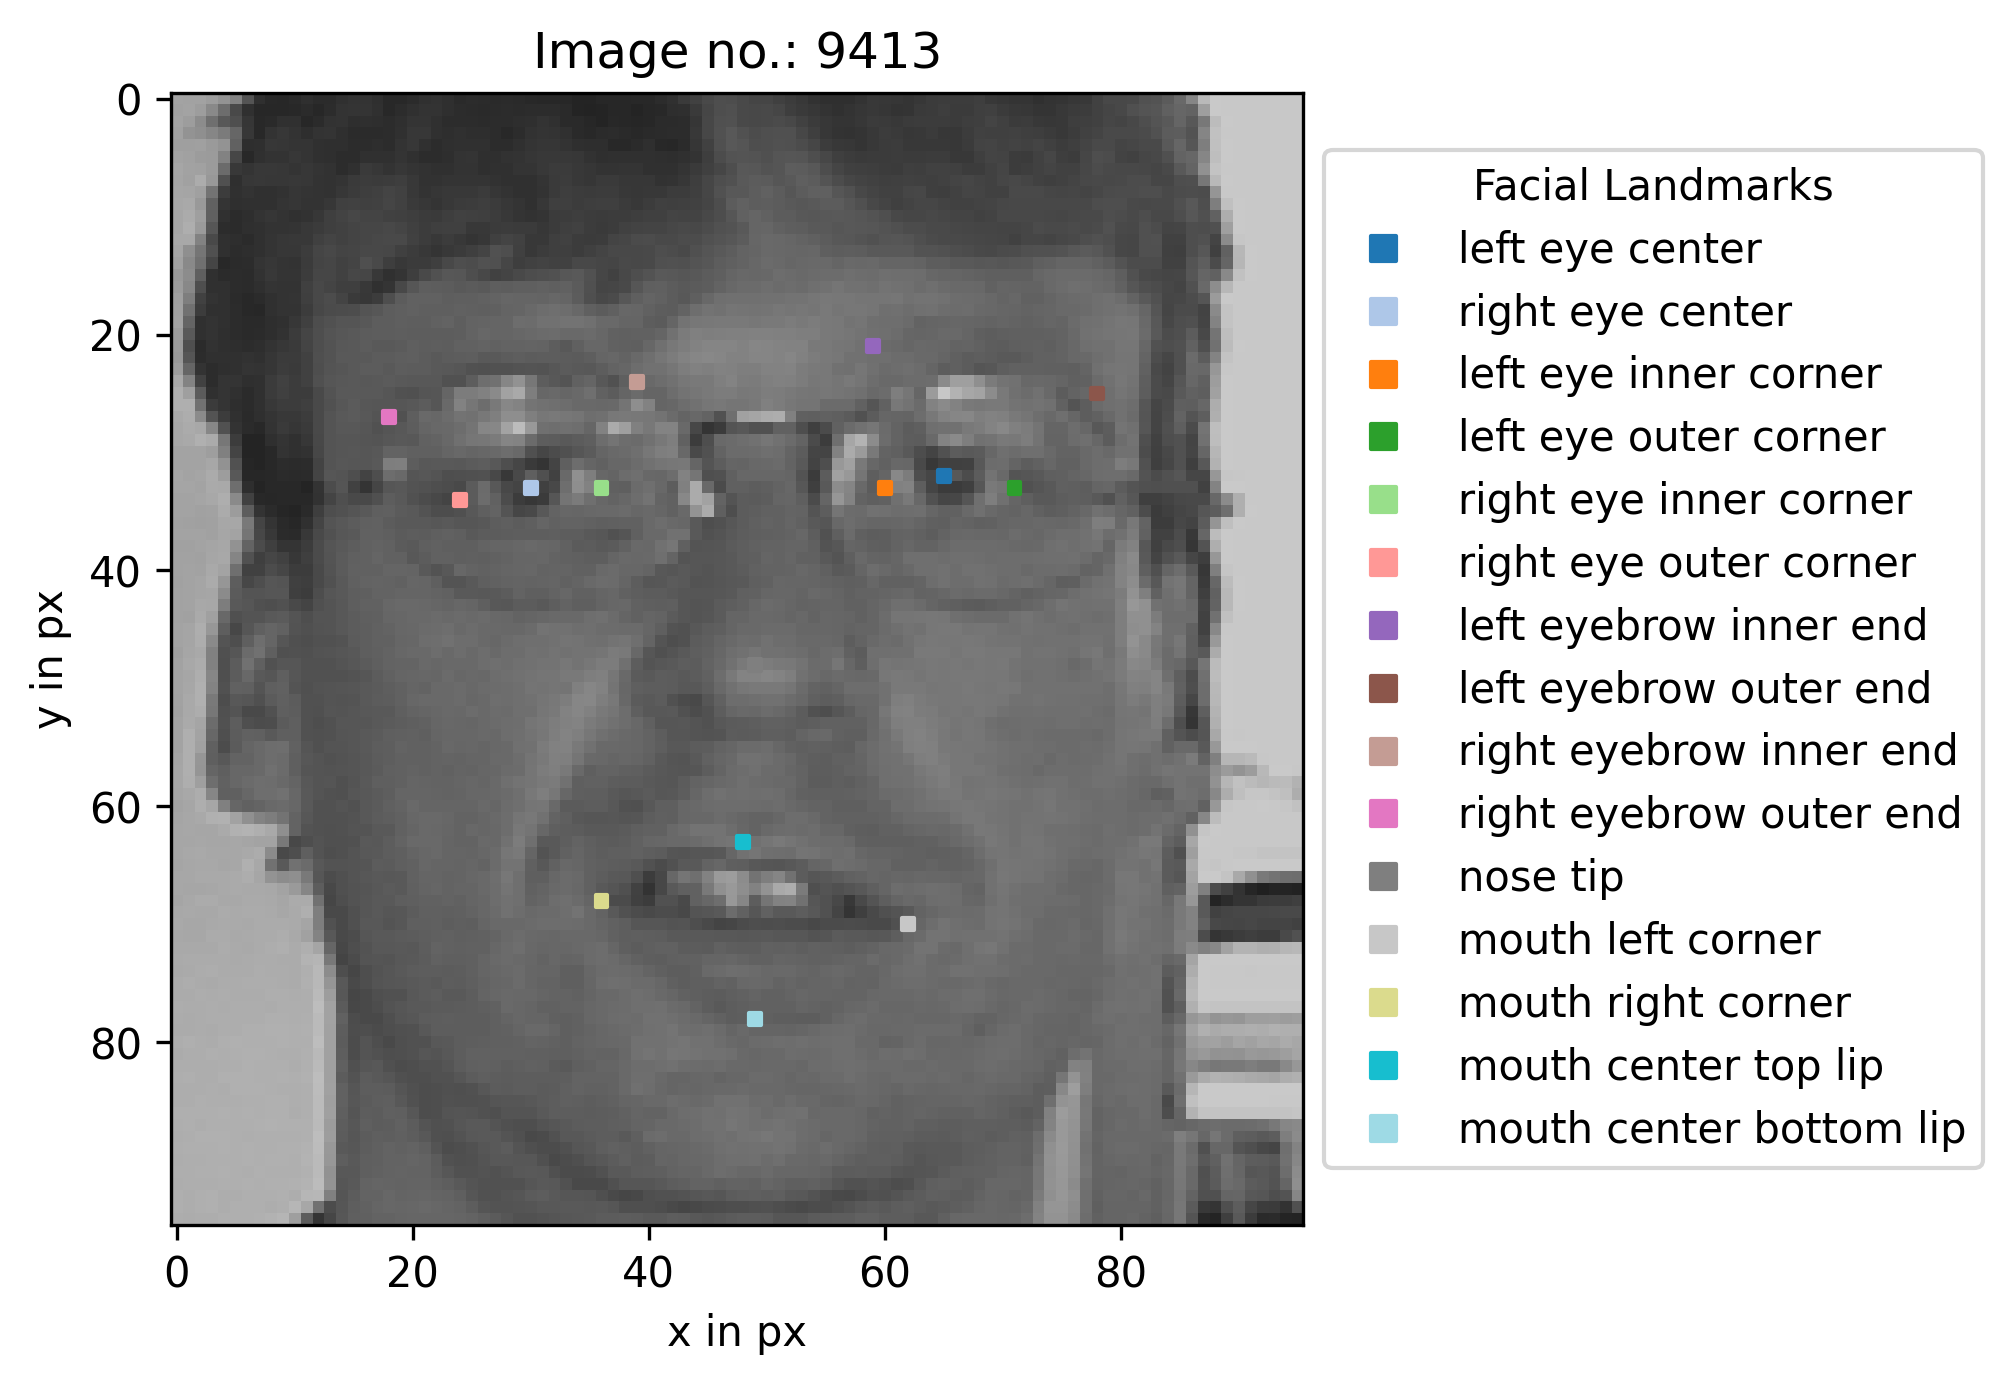 Image no.: 9413
0
20
40
60
80
y in px
0 20 40 60 80
x in px
Facial Landmarks
left eye center
right eye center
left eye inner corner
left eye outer corner
right eye inner corner
right eye outer corner
left eyebrow inner end
left eyebrow outer end
right eyebrow inner end
right eyebrow outer end
nose tip
mouth left corner
mouth right corner
mouth center top lip
mouth center bottom lip